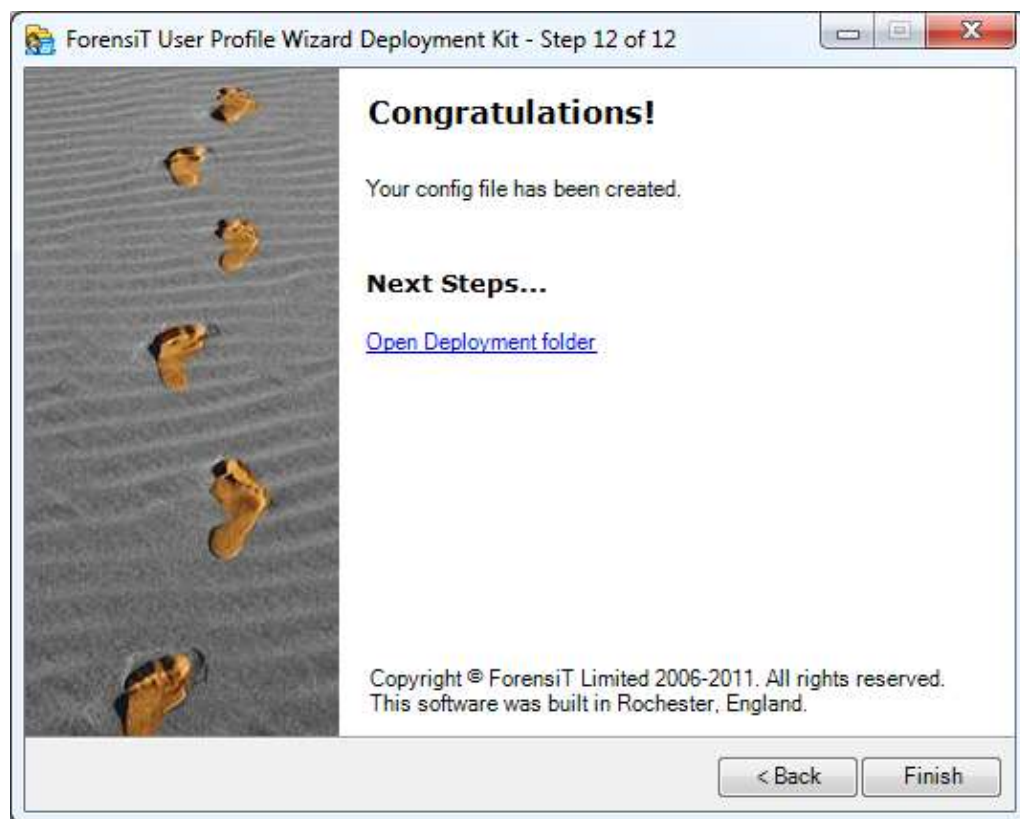 ForensiT User Profile Wizard Deployment Kit - Step 12 of 12
Congratulations!
Your config file has been created.
Next Steps...
Open Deployment folder
Copyright © ForensiT Limited 2006-2011. All rights reserved.
This software was built in Rochester, England.
< Back
Finish